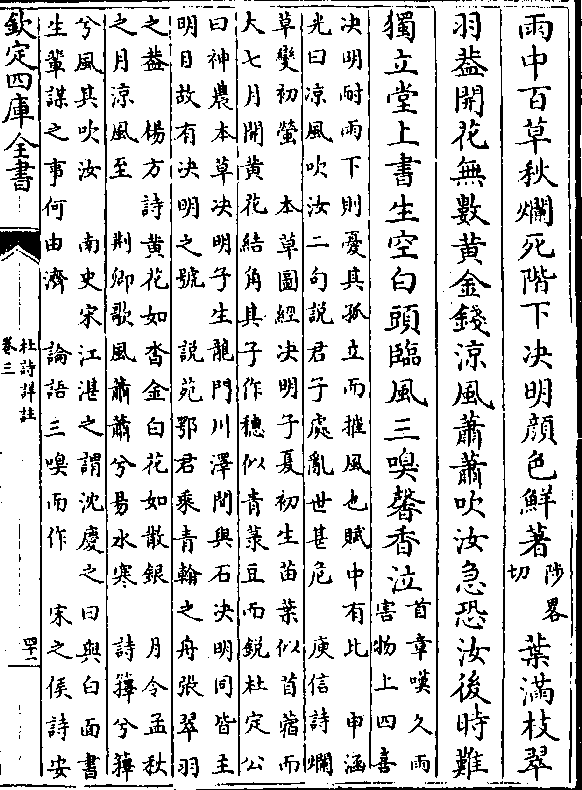 雨中百草秋爛死階下决明顔色鮮著陟畧切葉滿枝翠
羽葢開花無數黄金錢涼風蕭蕭吹汝急恐汝後時難
獨立堂上書生空白頭臨風三嗅馨香泣首章嘆久雨害物上四喜
决明耐雨下則憂其孤立而摧風也賦中有比　申涵
光曰凉風吹汝二句説君子處亂世甚危　庾信詩爛
草變初螢　本草圖經决明子夏初生苗葉似苜蓿而
大七月開黄花結角其子作穗似青菉豆而鋭杜定公
曰神農本草决明子生龍門川澤間與石决明同皆主
明目故有决明之號　説苑鄂君乘青翰之舟張翠羽
之葢　楊方詩黄花如沓金白花如散銀　月令孟秋
之月涼風至　荆卿歌風蕭蕭兮易水寒　詩蘀兮蘀
兮風其吹汝　南史宋江湛之謂沈慶之曰與白面書
生輩謀之事何由濟　論語三嗅而作　宋之侯詩安
欽定四庫全書
杜詩詳註
卷三
四十一